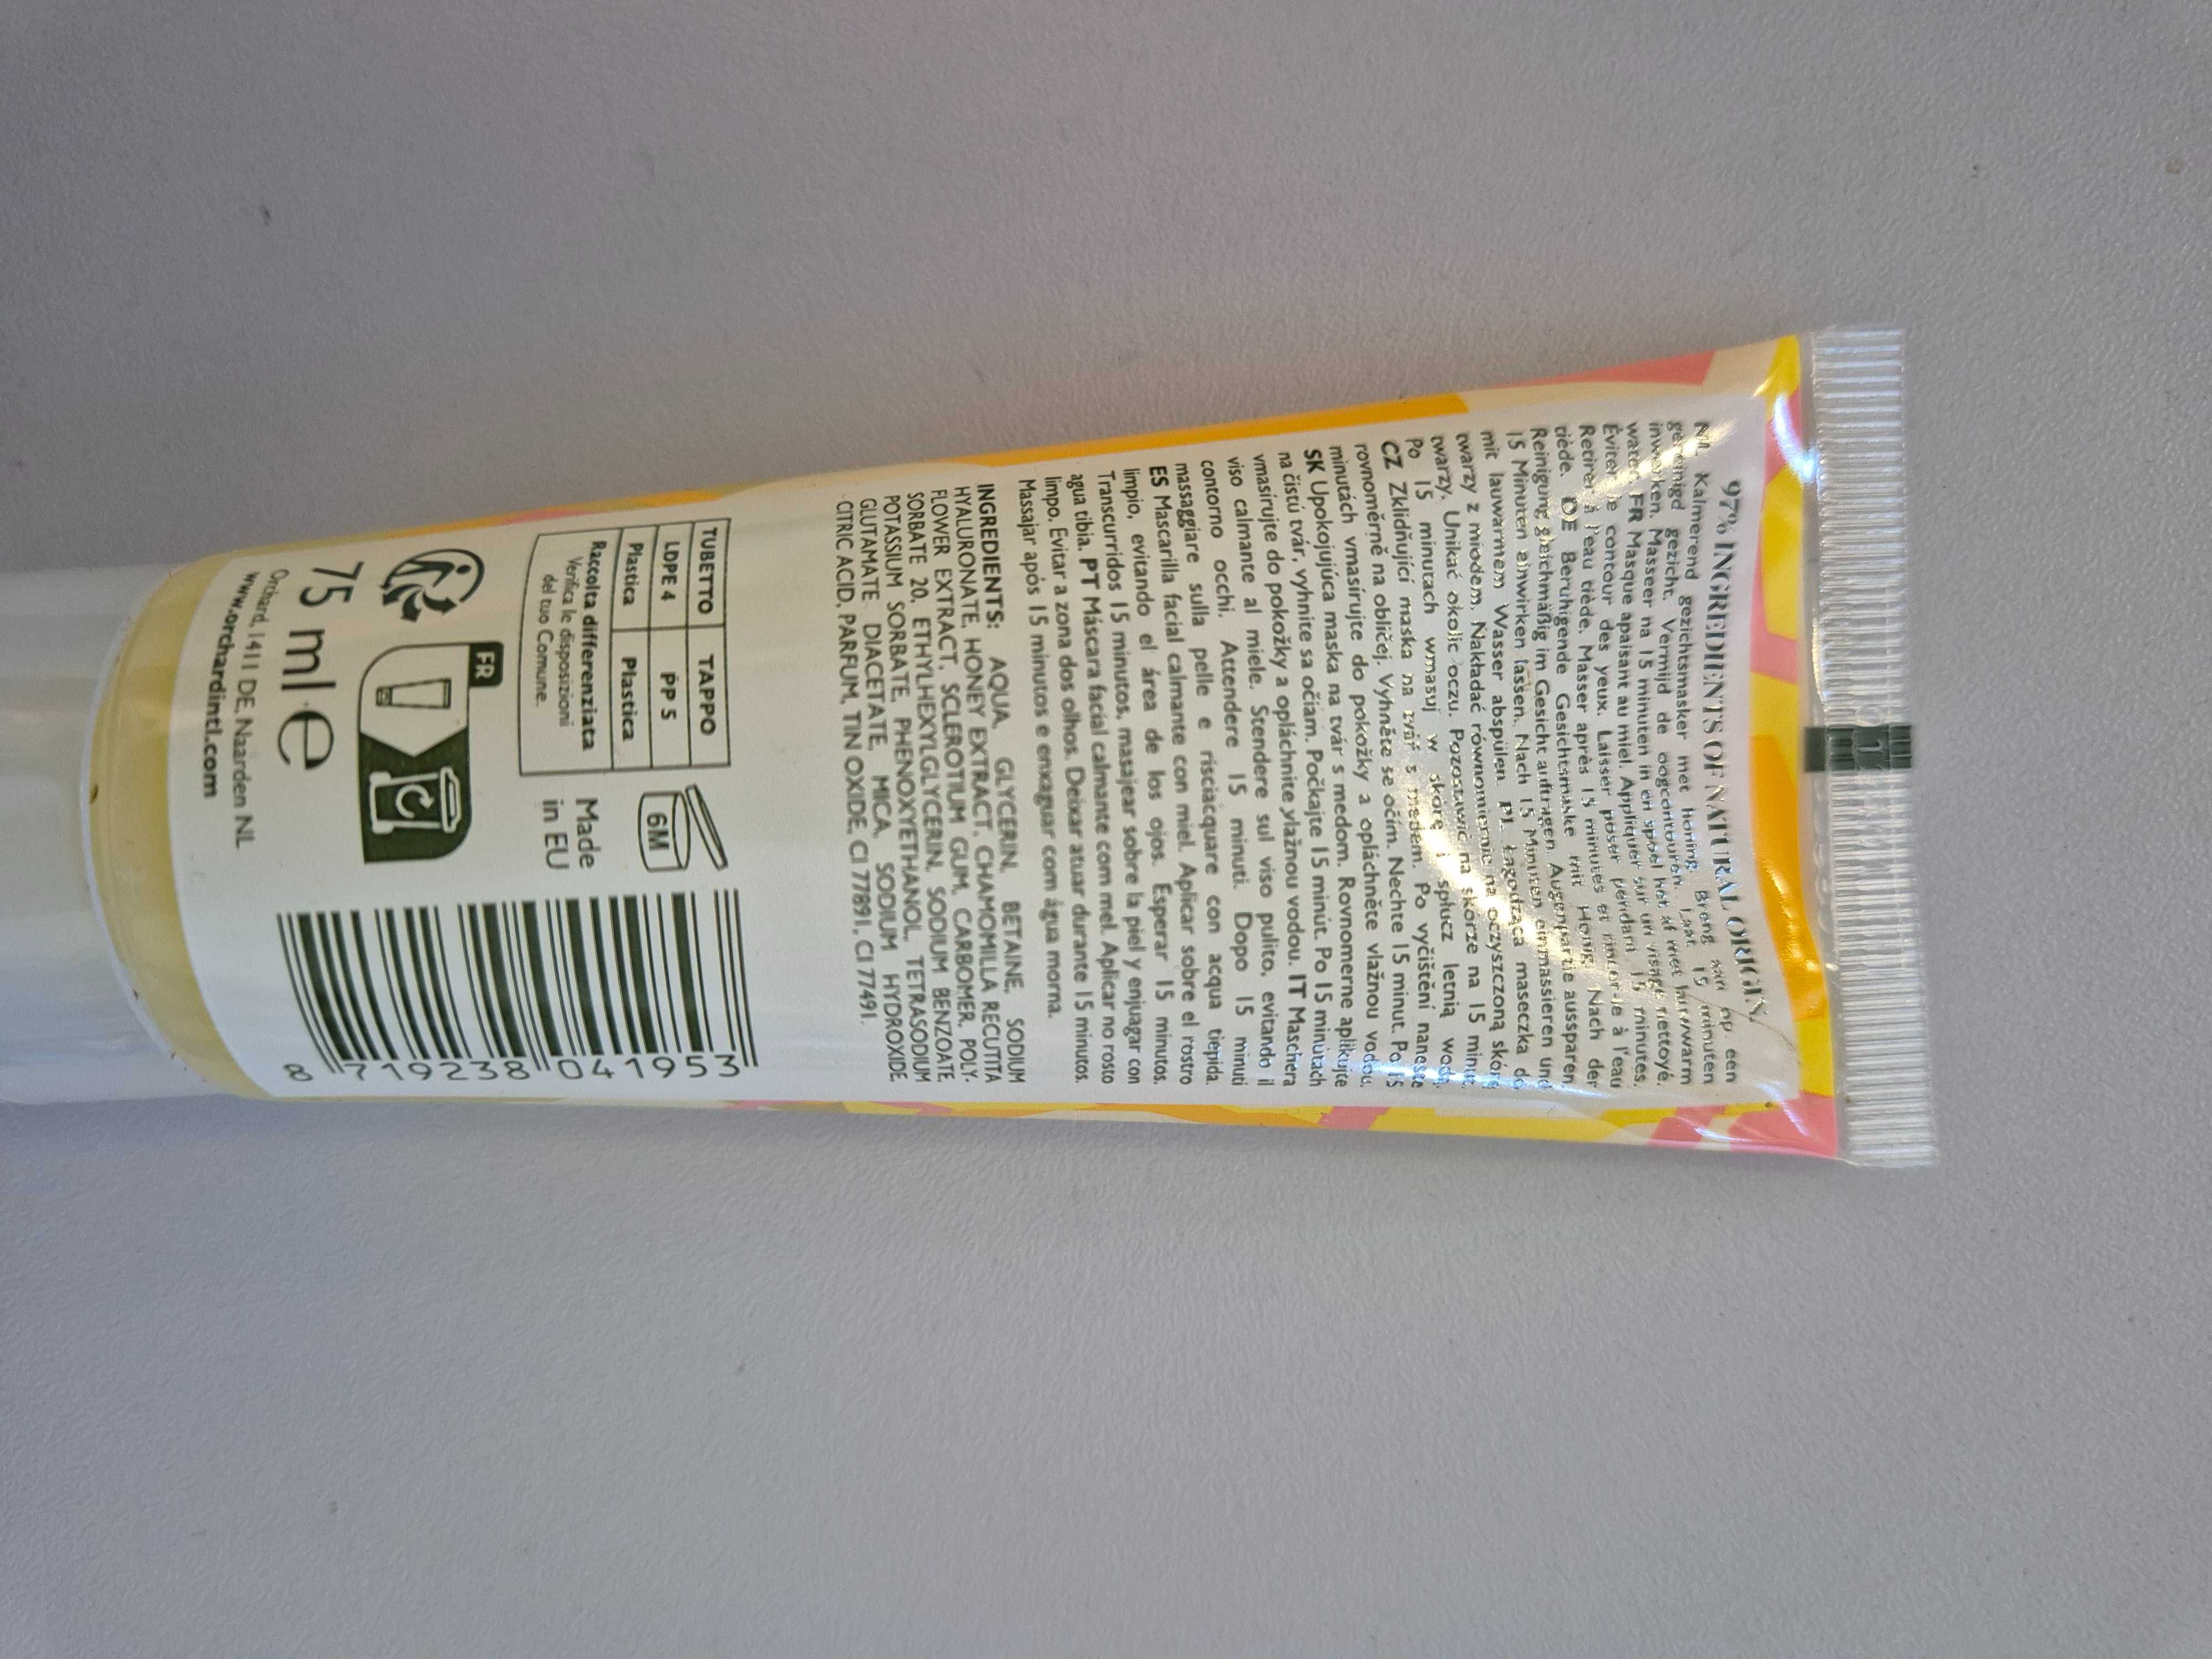 97% INGREDIENTS OF NATURAL ORIGIN.
NL Kalmerend gezichtsmasker met honing. Breng aan op een
gereinigd gezicht. Vermijd de oogcontouren. Laat 15 minuten
inwerken. Masseer na 15 minuten in en spoel het af met lauwwarm
water. FR Masque apaisant au miel. Appliquer sur un visage nettoyé.
Éviter le contour des yeux. Laisser poser pendant 15 minutes.
Retirer à l'eau tiède. Masser après 15 minutes et rincer-le à l'eau
tiède. DE Beruhigende Gesichtsmaske mit Honig. Nach der
Reinigung gleichmäßig im Gesicht auftragen. Augenpartie aussparen.
15 Minuten einwirken lassen. Nach 15 Minuten einmassieren und
mit lauwarmem Wasser abspülen. PL Łagodząca maseczka do
twarzy z miodem. Nakładać równomiernie na oczyszczoną skórę
twarzy. Unikać okolic oczu. Pozostawić na skórze na 15 minut.
Po 15 minutach wmasuj w skórę i spłucz letnią wodą.
CZ Zklidňující maska na tvář s medem. Po vyčištění naneste
rovnoměrně na obličej. Vyhněte se očím. Nechte 15 minut. Po 15
minutách vmasírujte do pokožky a opláchněte vlažnou vodou.
SK Upokojujúca maska na tvár s medom. Rovnomerne aplikujte
na čistú tvár, vyhnite sa očiam. Počkajte 15 minút. Po 15 minútach
vmasírujte do pokožky a opláchnite vlažnou vodou. IT Maschera
viso calmante al miele. Stendere sul viso pulito, evitando il
contorno occhi. Attendere 15 minuti. Dopo 15 minuti
massaggiare sulla pelle e risciacquare con acqua tiepida.
ES Mascarilla facial calmante con miel. Aplicar sobre el rostro
limpio, evitando el área de los ojos. Esperar 15 minutos.
Transcurridos 15 minutos, masajear sobre la piel y enjuagar con
agua tibia. PT Máscara facial calmante com mel. Aplicar no rosto
limpo. Evitar a zona dos olhos. Deixar atuar durante 15 minutos.
Massajar após 15 minutos e enxaguar com água morna.
INGREDIENTS: AQUA, GLYCERIN, BETAINE, SODIUM
HYALURONATE, HONEY EXTRACT, CHAMOMILLA RECUTITA
FLOWER EXTRACT, SCLEROTIUM GUM, CARBOMER, POLY-
SORBATE 20, ETHYLHEXYLGLYCERIN, SODIUM BENZOATE,
POTASSIUM SORBATE, PHENOXYETHANOL, TETRASODIUM
GLUTAMATE DIACETATE, MICA, SODIUM HYDROXIDE
CITRIC ACID, PARFUM, TIN OXIDE, CI 77891, CI 77491.
TUBETTO TAPPO
LDPE 4 PP 5
Plastica Plastica
Raccolta differenziata
Verifica le disposizioni
del tuo Comune.
6M
Made
in EU
8 719238 041953
FR
75 ml e
Orchard, 1411 DE, Naarden NL
www.orchardintl.com